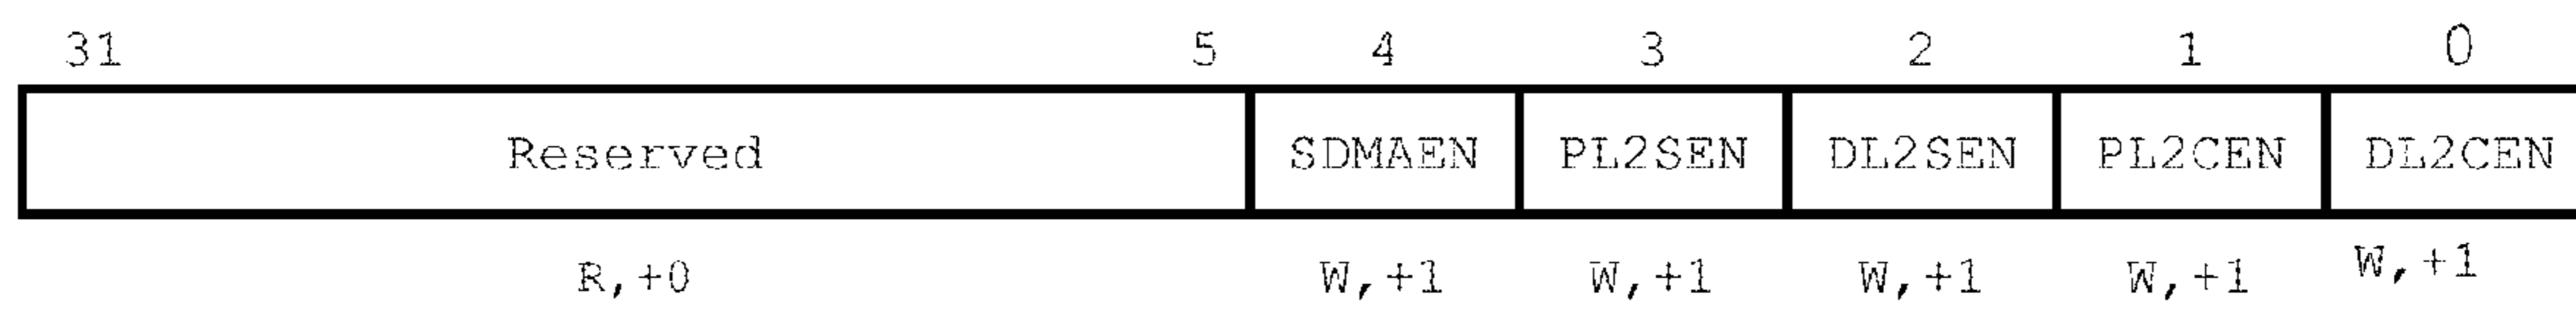 31 5 4 3 2 1 0
Reserved SDMAEN PL2SEN DL2SEN PL2CEN DL2CEN
R,+0 W,+1 W,+1 W,+1 W,+1 W,+1